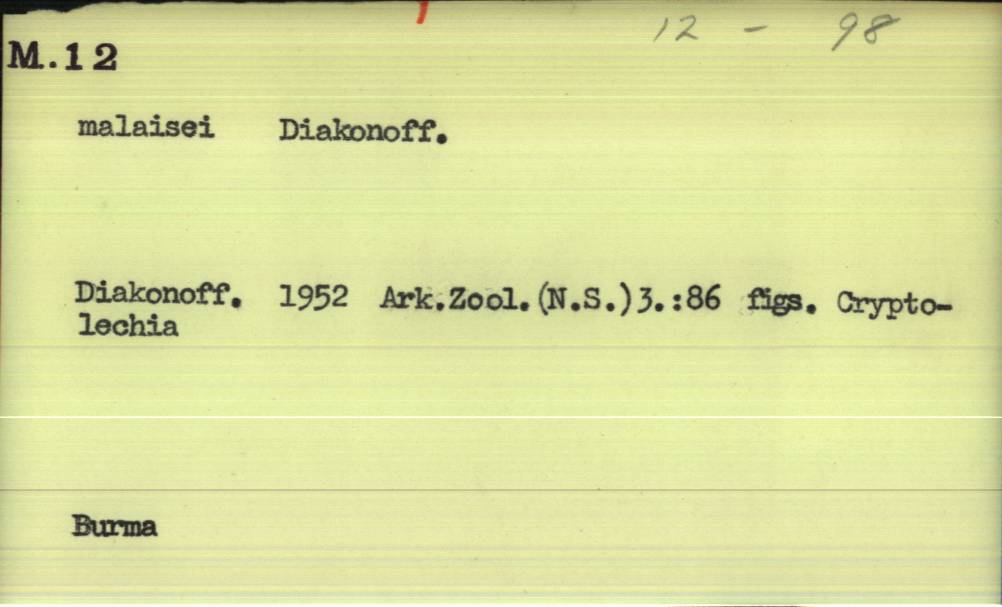 12 - 98
M.12
malaisei Diakonoff.
Diakonoff. 1952 Ark.Zool.(N.S.)3.:86 figs. Crypto-
lechia
Burma